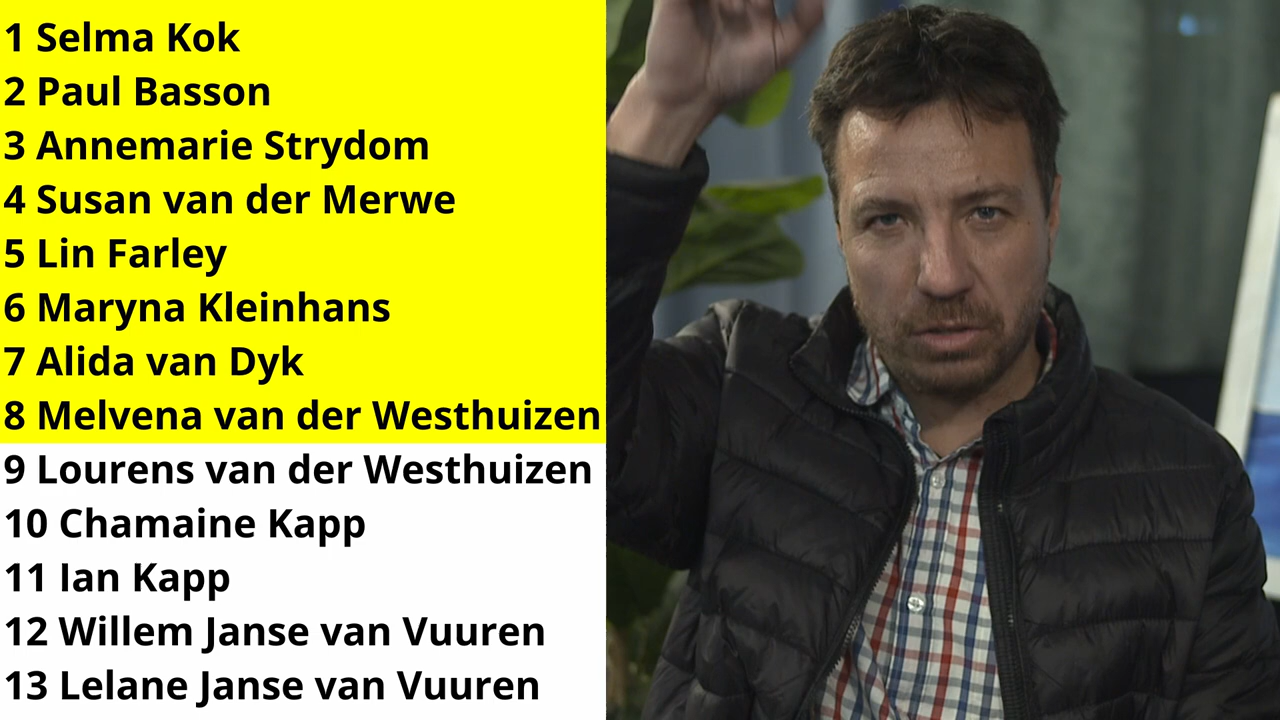 1 Selma Kok
2 Paul Basson
3 Annemarie Strydom
4 Susan van der Merwe
5 Lin Farley
6 Maryna Kleinhans
7 Alida van Dyk
8 Melvena van der Westhuizen
9 Lourens van der Westhuizen
10 Chamaine Kapp
11 Ian Kapp
12 Willem Janse van Vuuren
13 Lelane Janse van Vuuren